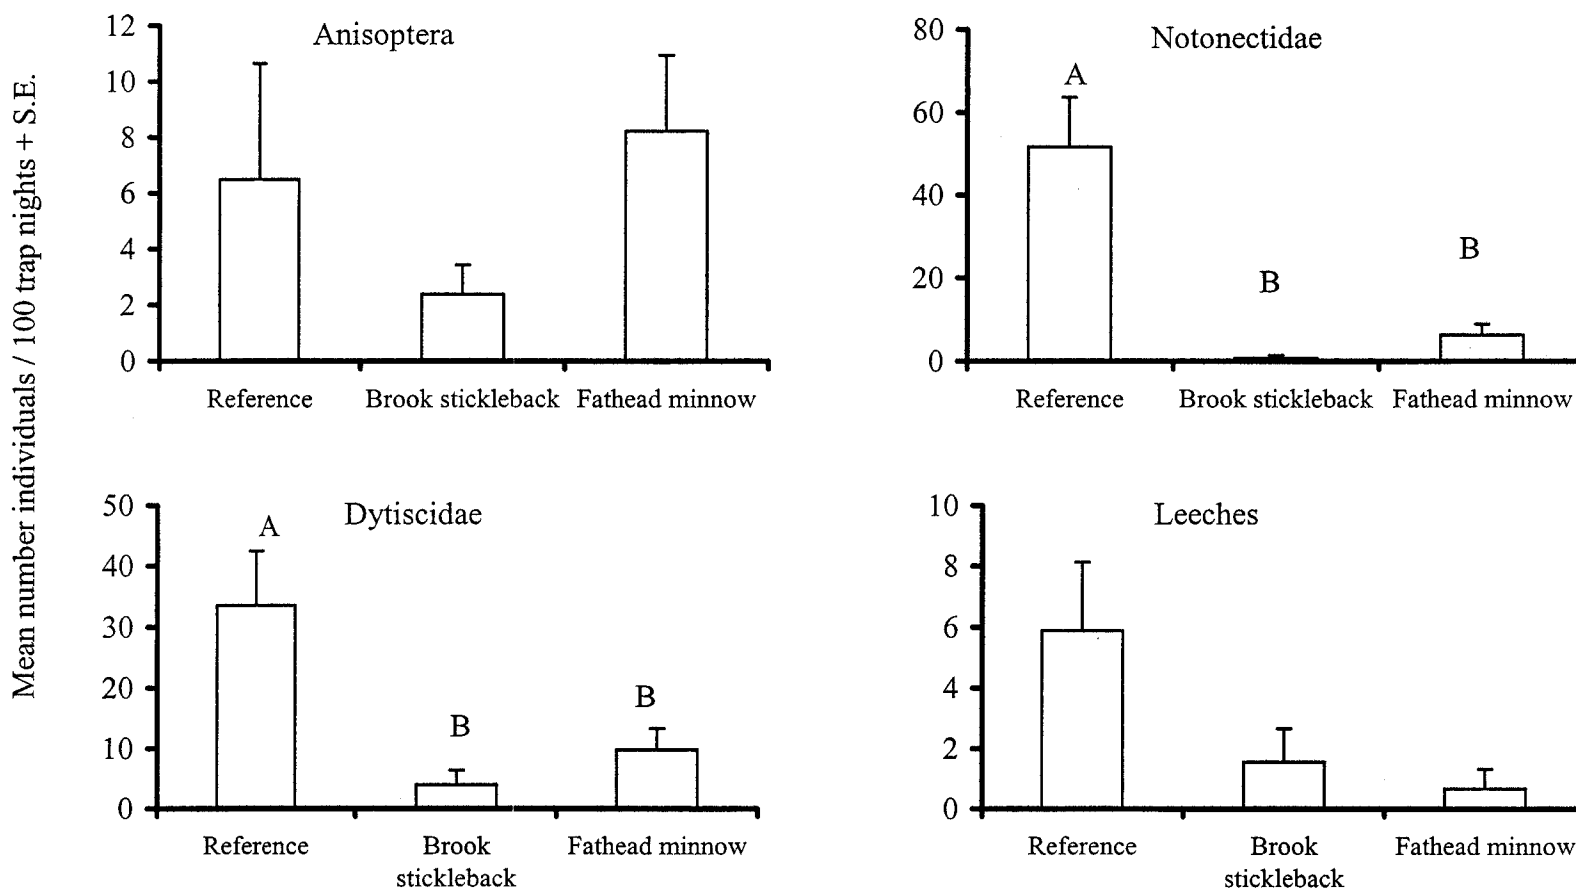 Mean number individuals / 100 trap nights + S.E.
Anisoptera
12
10
8
6
4
2
0
Reference Brook stickleback Fathead minnow
Notonectidae
80
60
40
20
0
A
B
B
Reference Brook stickleback Fathead minnow
Dytiscidae
50
40
30
20
10
0
A
B
B
Reference Brook Fathead minnow
stickleback
Leeches
10
8
6
4
2
0
Reference Brook Fathead minnow
stickleback